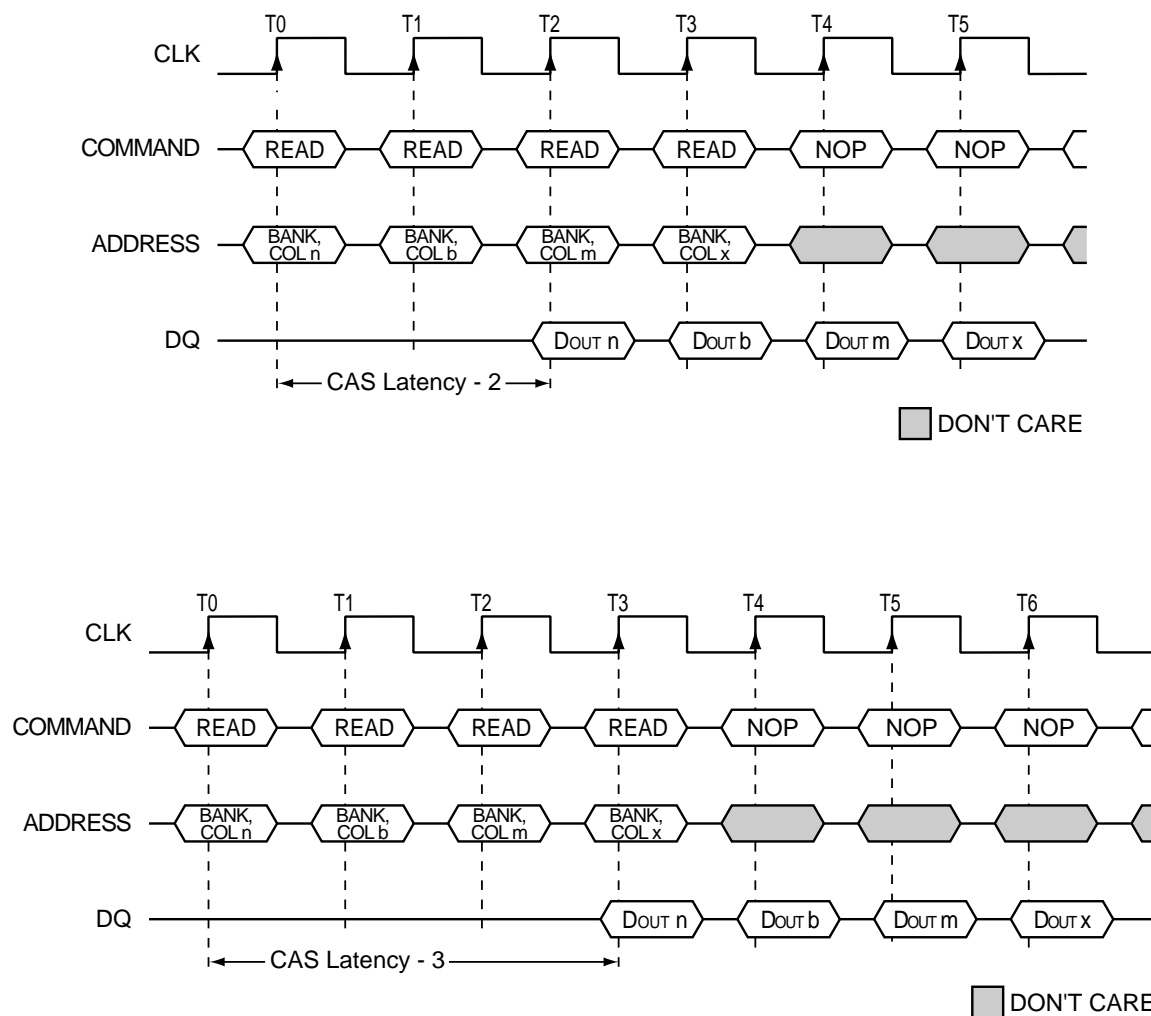 T0 T1 T2 T3 T4 T5
CLK
COMMAND READ READ READ READ NOP NOP
ADDRESS
BANK, COL n
BANK, COL b
BANK, COL m
BANK, COL x
DQ DOUT n DOUT b DOUT m DOUT x
CAS Latency - 2
DON'T CARE
T0 T1 T2 T3 T4 T5 T6
CLK
COMMAND READ READ READ READ NOP NOP NOP
ADDRESS
BANK, COL n
BANK, COL b
BANK, COL m
BANK, COL x
DQ DOUT n DOUT b DOUT m DOUT x
CAS Latency - 3
DON'T CARE